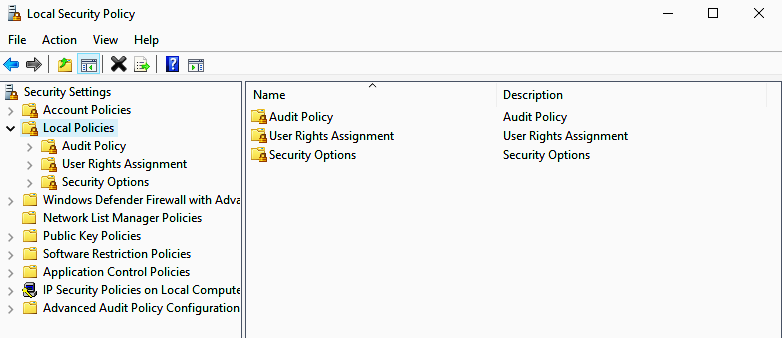 Local Security Policy
File Action View Help
Security Settings
Account Policies
Local Policies
Audit Policy
User Rights Assignment
Security Options
Windows Defender Firewall with Adva
Network List Manager Policies
Public Key Policies
Software Restriction Policies
Application Control Policies
IP Security Policies on Local Compute
Advanced Audit Policy Configuration
Name Description
Audit Policy Audit Policy
User Rights Assignment User Rights Assignment
Security Options Security Options